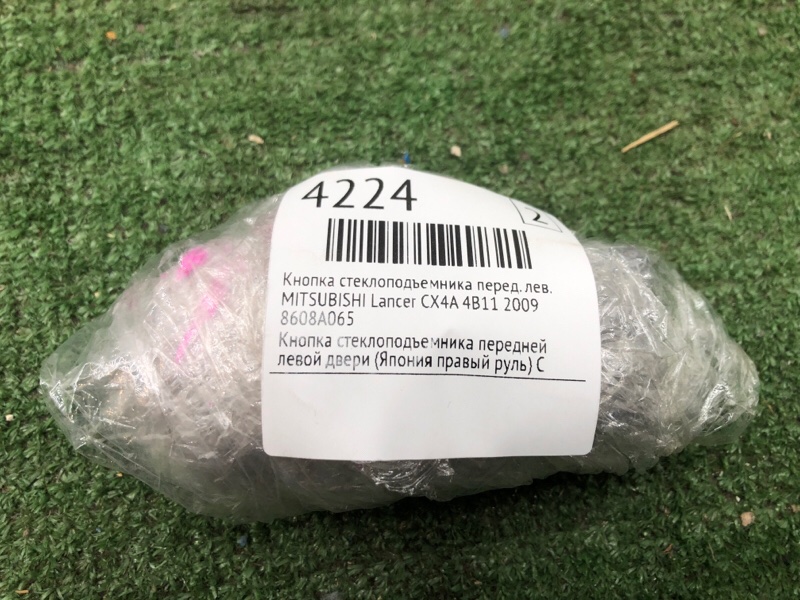 4224
2
Кнопка стеклоподъемника перед. лев.
MITSUBISHI Lancer CX4A 4B11 2009
8608A065
Кнопка стеклоподъемника передней
левой двери (Япония правый руль) С